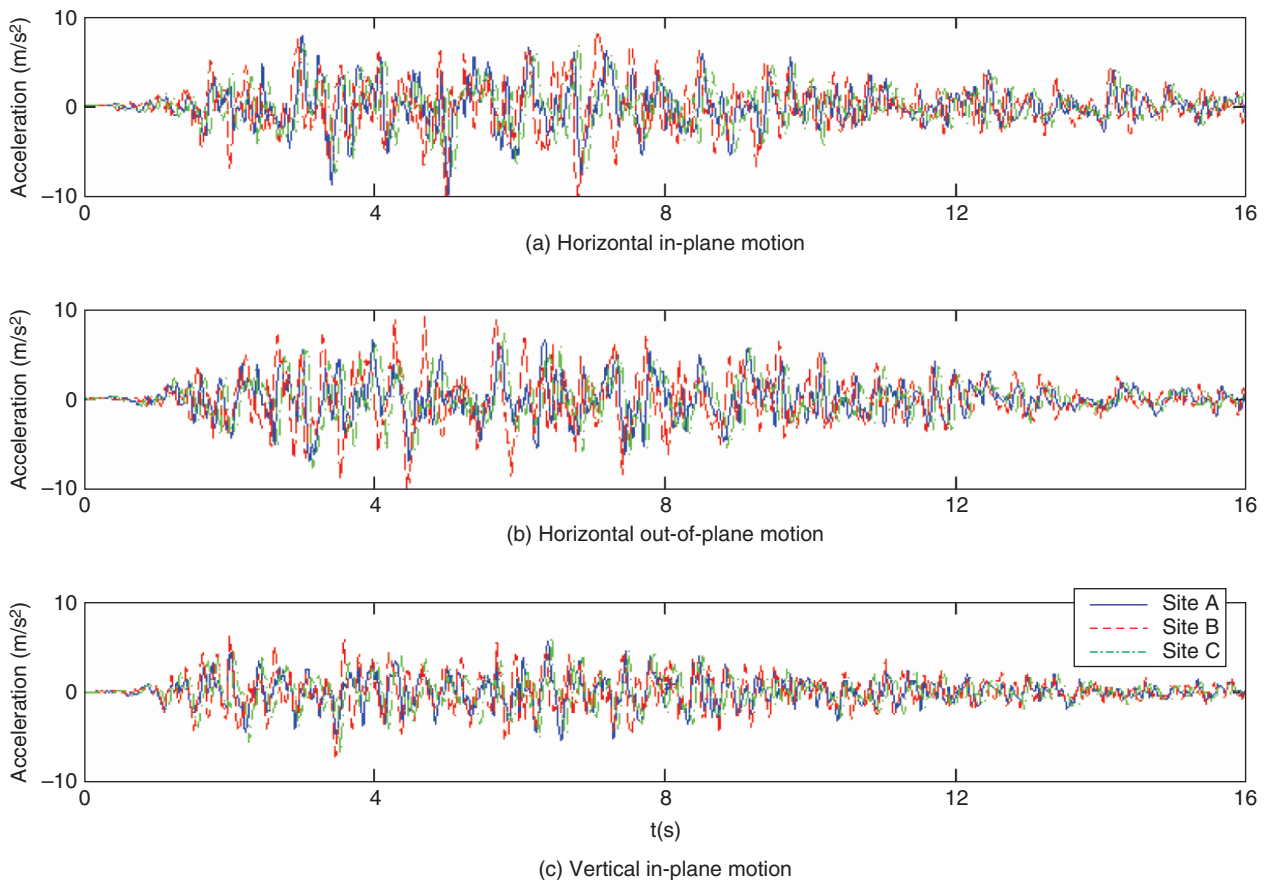 10
0
−10
Acceleration (m/s²)
0 4 8 12 16
(a) Horizontal in-plane motion
10
0
−10
Acceleration (m/s²)
0 4 8 12 16
(b) Horizontal out-of-plane motion
10
0
−10
Acceleration (m/s²)
Site A
Site B
Site C
0 4 8 12 16
t(s)
(c) Vertical in-plane motion